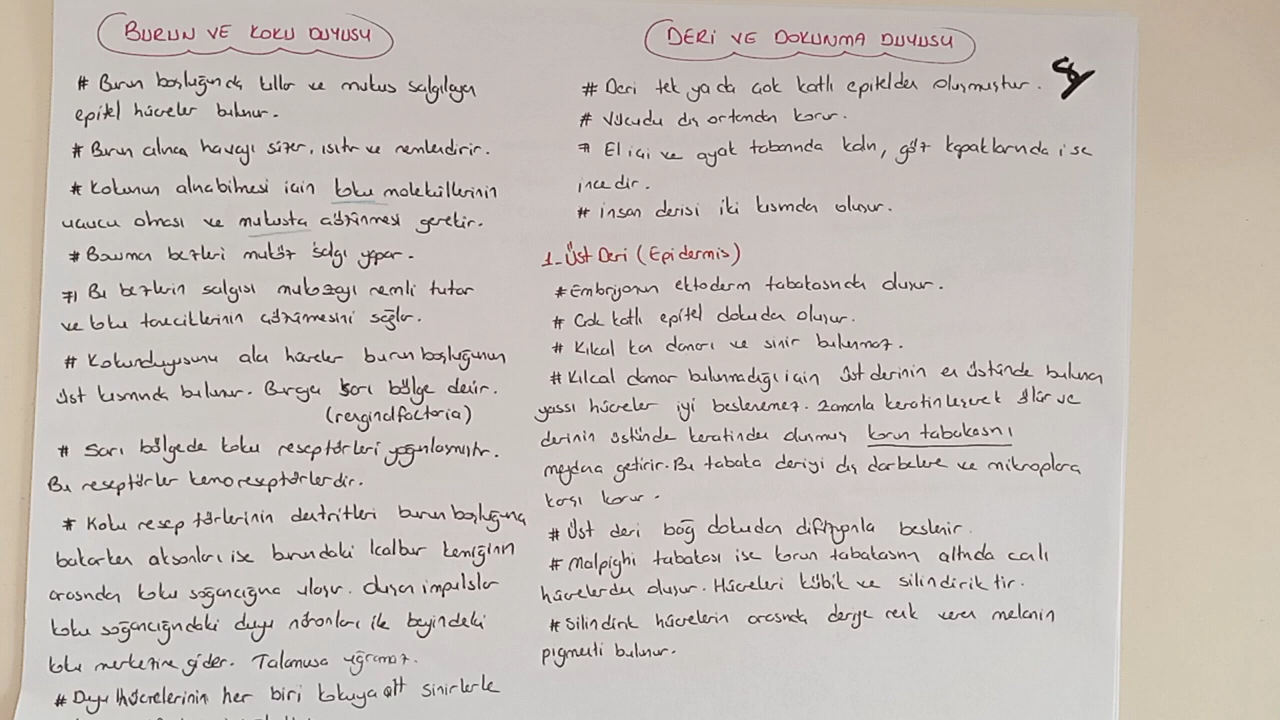 BURUN VE KOKU DUYUSU
# Burun boşluğunda kıllar ve mukus salgılayan
epitel hücreler bulunur.
# Burun alınan havayı süzer, ısıtır ve nemlendirir.
# Kokunun alınabilmesi için koku moleküllerinin
uçucu olması ve mukusta çözünmesi gerekir.
# Bowman bezleri muköz salgı yapar.
# Bu bezlerin salgısı mukozayı nemli tutar
ve koku taneciklerinin çözünmesini sağlar.
# Koku duyusunu alan hücreler burun boşluğunun
üst kısmında bulunur. Buraya sarı bölge denir.
# Sarı bölgede koku reseptörleri yoğunlaşmıştır.
Bu reseptörler kemoreseptörlerdir.
# Koku reseptörlerinin dentritleri burun boşluğuna
bakarken aksonları ise burundaki kalbur kemiğinin
arasından koku soğancığına ulaşır. Oluşan impulslar
koku soğancığındaki duyu nöronları ile beyindeki
koku merkezine gider. Talamusa uğramaz.
# Duyu hücrelerinin her biri kokuya ait sinirlerle
DERİ VE DOKUNMA DUYUSU
# Deri tek ya da çok katlı epitelden oluşmuştur.
# Vücudu dış ortamdan korur.
# El içi ve ayak tabanında kalın, göz kapaklarında ise
incedir.
# insan derisi iki kısımda oluşur.
1- Üst Deri (Epidermis)
# Embriyonun ektoderm tabakasından oluşur.
# Çok katlı epitel dokudan oluşur.
# Kılcal kan damarı ve sinir bulunmaz.
# Kılcal damar bulunmadığı için üst derinin en üstünde bulunan
yassı hücreler iyi beslenemez. Zamanla keratinleşerek ölür ve
derinin üstünde keratinden oluşmuş korun tabakasını
meydana getirir. Bu tabaka deriyi dış darbelere ve mikroplara
karşı korur.
# Üst deri bağ dokudan difüzyonla beslenir.
# Malpighi tabakası ise korun tabakasının altında canlı
hücrelerden oluşur. Hücreleri kübik ve silindiriktir.
# Silindirik hücrelerin arasında deriye renk veren melanin
pigmenti bulunur.